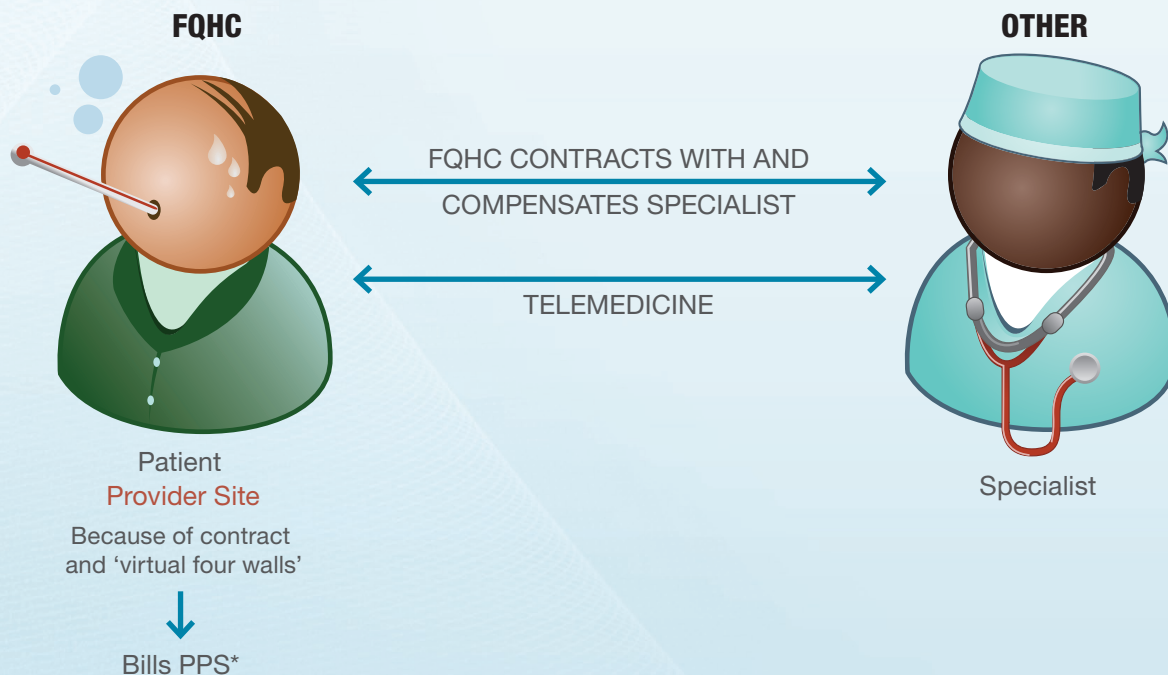 FQHC
OTHER
FQHC CONTRACTS WITH AND
COMPENSATES SPECIALIST
TELEMEDICINE
Patient
Provider Site
Because of contract
and ‘virtual four walls’
Bills PPS*
Specialist